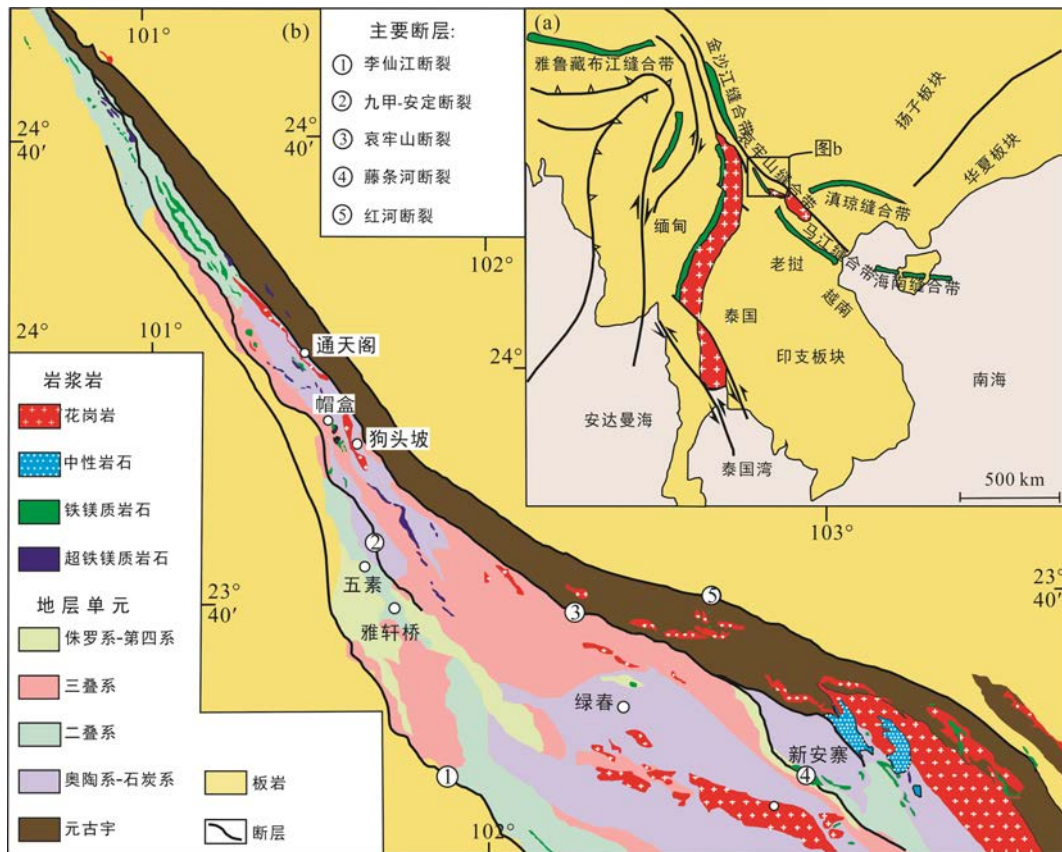 101°
(b)
主要断层:
① 李仙江断裂
② 九甲-安定断裂
③ 哀牢山断裂
④ 藤条河断裂
⑤ 红河断裂
24°
40′
24°
40′
102°
24°
101°
24°
(a)
雅鲁藏布江缝合带
金沙江缝合带
哀牢山缝合带
扬子板块
华夏板块
图b
滇琼缝合带
缅甸
马江缝合带
老挝
海南缝合带
越南
泰国
印支板块
南海
安达曼海
泰国湾
500 km
通天阁
帽盒
狗头坡
②
五素
雅轩桥
23°
40′
③
⑤
103°
23°
40′
绿春
新安寨
④
①
102°
岩浆岩
花岗岩
中性岩石
铁镁质岩石
超铁镁质岩石
地层单元
侏罗系-第四系
三叠系
二叠系
奥陶系-石炭系
元古宇
板岩
断层